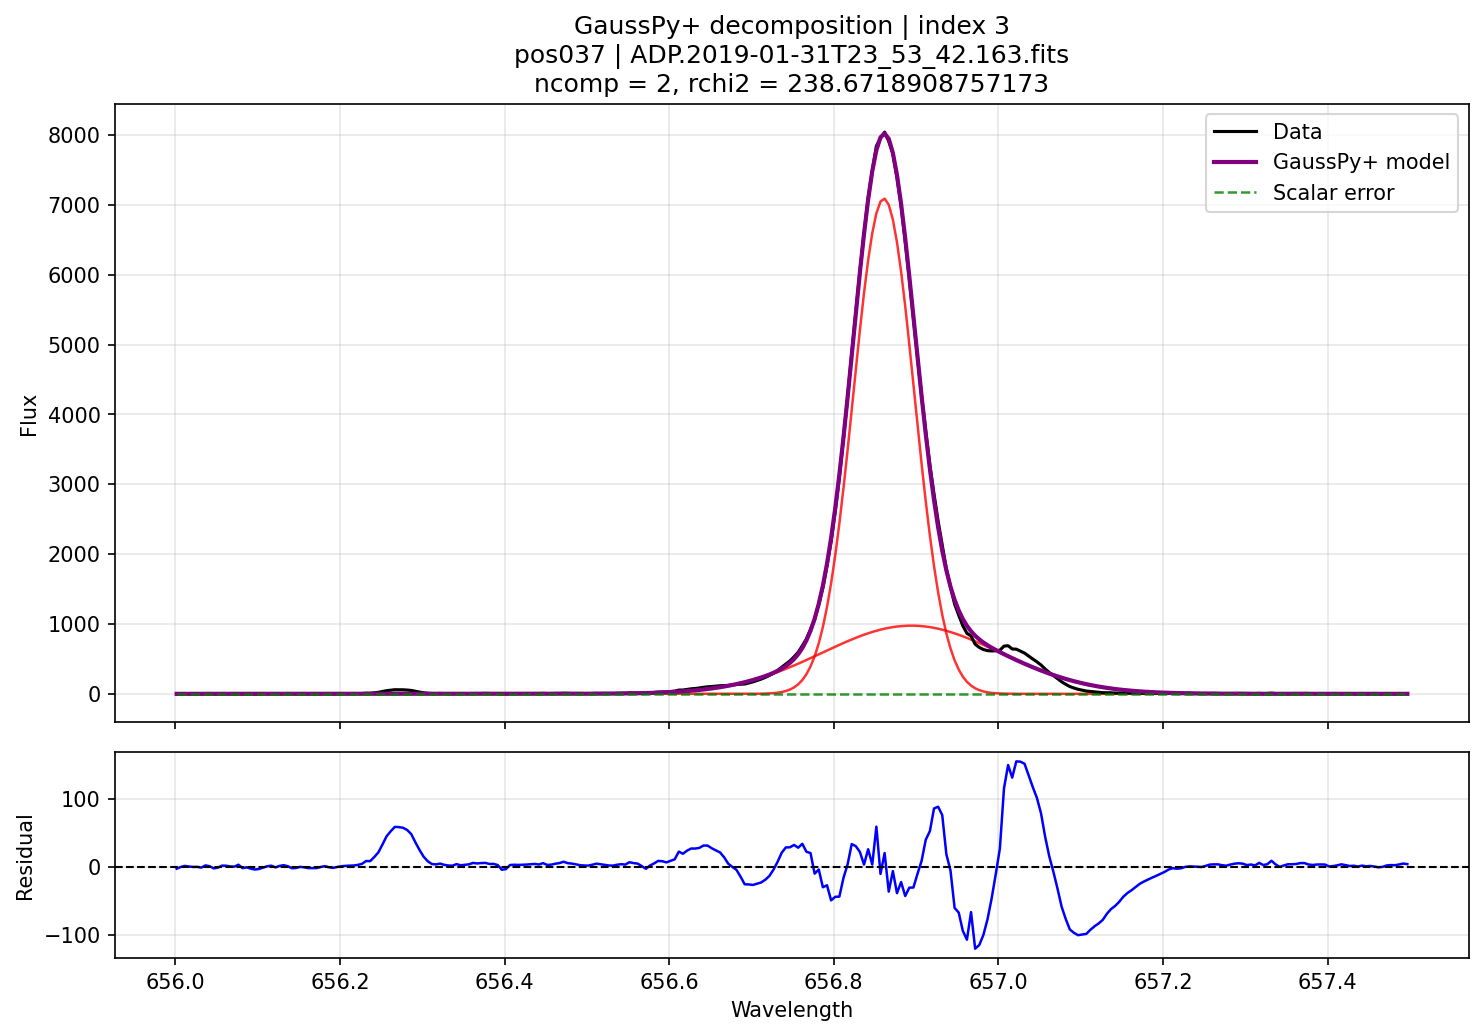 GaussPy+ decomposition | index 3
pos037 | ADP.2019-01-31T23_53_42.163.fits
ncomp = 2, rchi2 = 238.6718908757173
Data
GaussPy+ model
Scalar error
Flux
8000
7000
6000
5000
4000
3000
2000
1000
0
Residual
100
0
−100
656.0 656.2 656.4 656.6 656.8 657.0 657.2 657.4
Wavelength